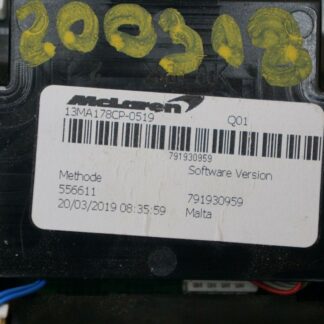 200318
McLaren
13MA178CP-0519 Q01
791930959
Methode Software Version
556611 791930959
20/03/2019 08:35:59 Malta